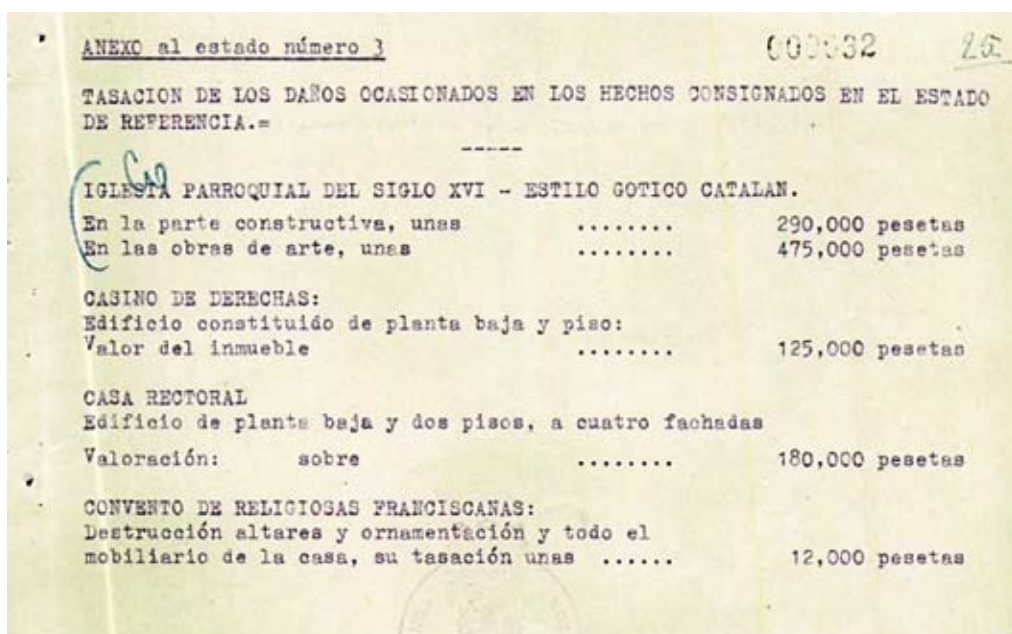 ANEXO al estado número 3
000032 25
TASACION DE LOS DAÑOS OCASIONADOS EN LOS HECHOS CONSIGNADOS EN EL ESTADO
DE REFERENCIA.=
-----
IGLESIA PARROQUIAL DEL SIGLO XVI - ESTILO GOTICO CATALAN.
En la parte constructiva, unas ........ 290,000 pesetas
En las obras de arte, unas ........ 475,000 pesetas
CASINO DE DERECHAS:
Edificio constituido de planta baja y piso:
Valor del inmueble ........ 125,000 pesetas
CASA RECTORAL
Edificio de planta baja y dos pisos, a cuatro fachadas
Valoración: sobre ........ 180,000 pesetas
CONVENTO DE RELIGIOSAS FRANCISCANAS:
Destrucción altares y ornamentación y todo el
mobiliario de la casa, su tasación unas ...... 12,000 pesetas